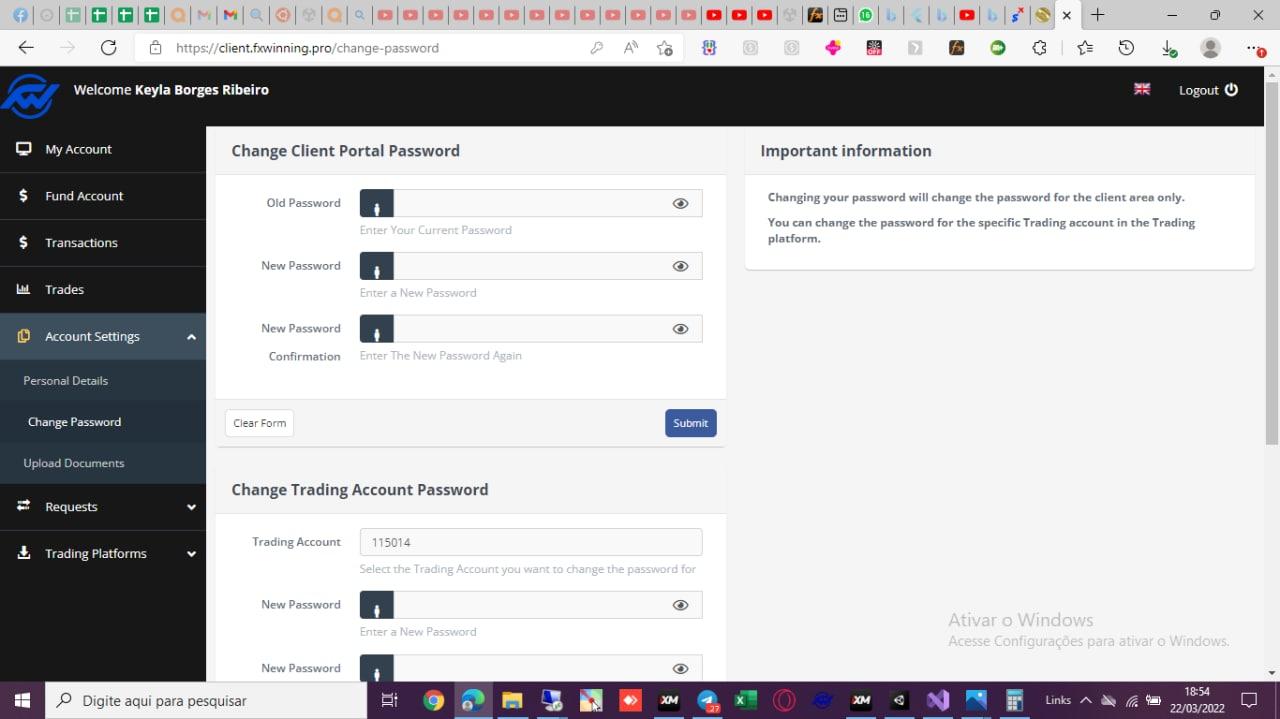 https://client.fxwinning.pro/change-password
Welcome Keyla Borges Ribeiro
Logout
My Account
Fund Account
Transactions
Trades
Account Settings
Personal Details
Change Password
Upload Documents
Requests
Trading Platforms
Change Client Portal Password
Old Password
Enter Your Current Password
New Password
Enter a New Password
New Password
Confirmation
Enter The New Password Again
Clear Form
Submit
Change Trading Account Password
Trading Account
115014
Select the Trading Account you want to change the password for
New Password
Enter a New Password
New Password
Important information
Changing your password will change the password for the client area only.
You can change the password for the specific Trading account in the Trading
platform.
Ativar o Windows
Acesse Configurações para ativar o Windows.
Digite aqui para pesquisar
XM
27
XM
Links
18:54
22/03/2022